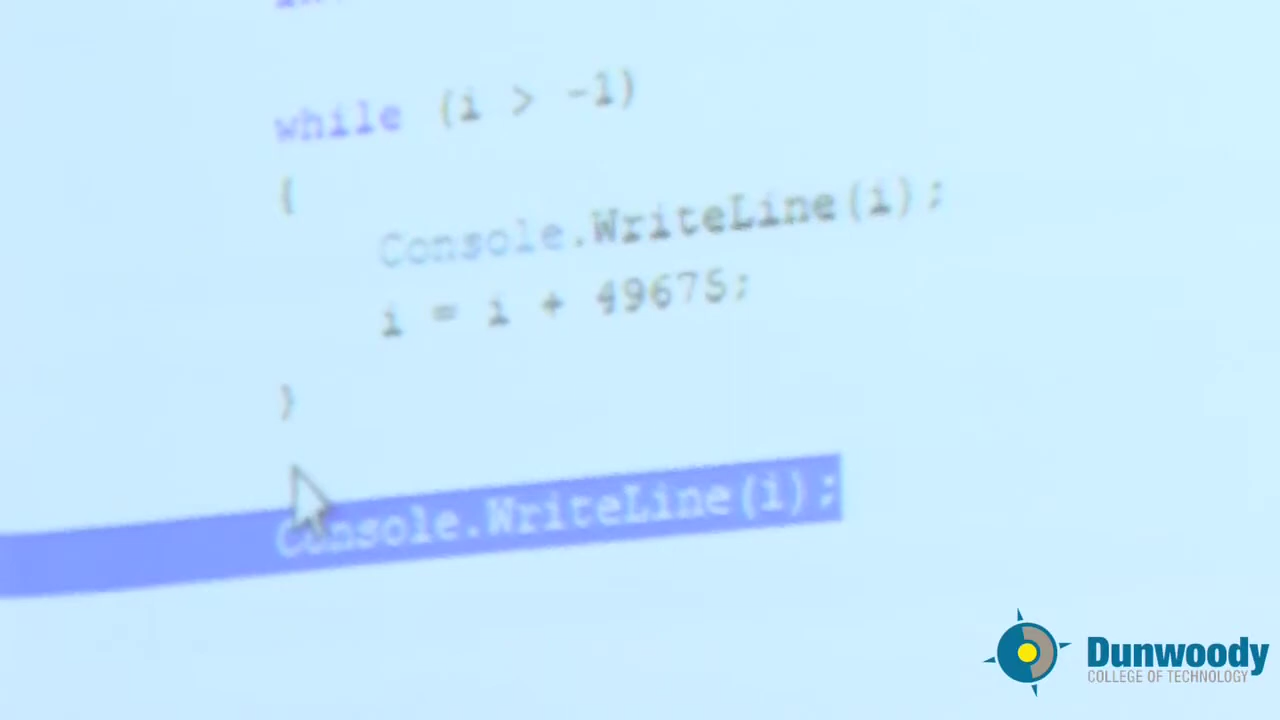 while (i > -1)
{
Console.WriteLine(i);
i = i + 49675;
}
Console.WriteLine(i);
Dunwoody
COLLEGE OF TECHNOLOGY